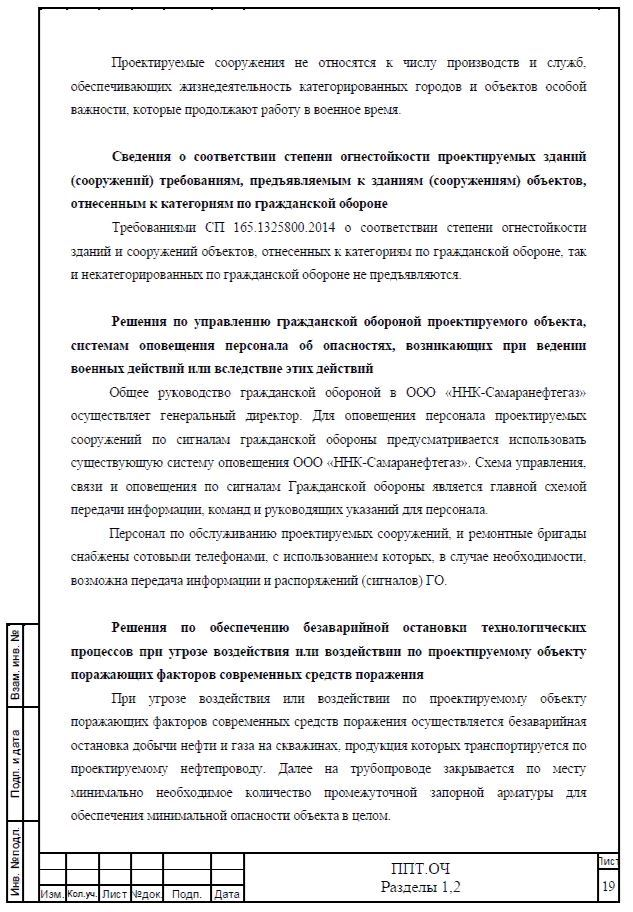 Проектируемые сооружения не относятся к числу производств и служб,
обеспечивающих жизнедеятельность категорированных городов и объектов особой
важности, которые продолжают работу в военное время.
Сведения о соответствии степени огнестойкости проектируемых зданий
(сооружений) требованиям, предъявляемым к зданиям (сооружениям) объектов,
отнесенным к категориям по гражданской обороне
Требованиями СП 165.1325800.2014 о соответствии степени огнестойкости
зданий и сооружений объектов, отнесенных к категориям по гражданской обороне, так
и некатегорированных по гражданской обороне не предъявляются.
Решения по управлению гражданской обороной проектируемого объекта,
системам оповещения персонала об опасностях, возникающих при ведении
военных действий или вследствие этих действий
Общее руководство гражданской обороной в ООО «ННК-Самаранефтегаз»
осуществляет генеральный директор. Для оповещения персонала проектируемых
сооружений по сигналам гражданской обороны предусматривается использовать
существующую систему оповещения ООО «ННК-Самаранефтегаз». Схема управления,
связи и оповещения по сигналам Гражданской обороны является главной схемой
передачи информации, команд и руководящих указаний для персонала.
Персонал по обслуживанию проектируемых сооружений, и ремонтные бригады
снабжены сотовыми телефонами, с использованием которых, в случае необходимости,
возможна передача информации и распоряжений (сигналов) ГО.
Решения по обеспечению безаварийной остановки технологических
процессов при угрозе воздействия или воздействии по проектируемому объекту
поражающих факторов современных средств поражения
При угрозе воздействия или воздействии по проектируемому объекту
поражающих факторов современных средств поражения осуществляется безаварийная
остановка добычи нефти и газа на скважинах, продукция которых транспортируется по
проектируемому нефтепроводу. Далее на трубопроводе закрывается по месту
минимально необходимое количество промежуточной запорной арматуры для
обеспечения минимальной опасности объекта в целом.
Взам. инв. №
Подп. и дата
Инв. №подл.
Изм. Кол.уч. Лист №док. Подп. Дата
ППТ.ОЧ
Разделы 1,2
Лист
19